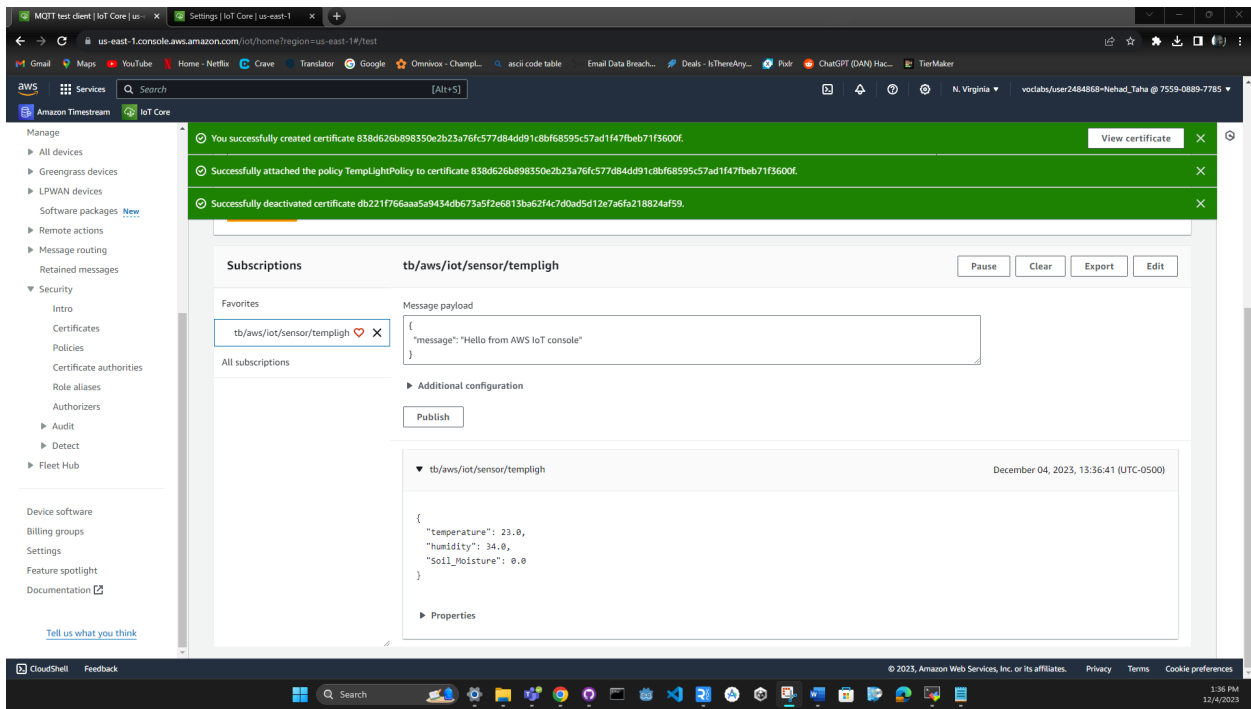 MQTT test client | IoT Core | us-
Settings | IoT Core | us-east-1
us-east-1.console.aws.amazon.com/iot/home?region=us-east-1#/test
Gmail Maps YouTube Home - Netflix Crave Translator Google Omnivox - Champl... ascii code table Email Data Breach... Deals - IsThereAny... Pixlr ChatGPT (DAN) Hac... TierMaker
aws Services Search [Alt+S] N. Virginia voclabs/user2484868=Nehad_Taha @ 7559-0889-7785
Amazon Timestream IoT Core
Manage
All devices
Greengrass devices
LPWAN devices
Software packages New
Remote actions
Message routing
Retained messages
Security
Intro
Certificates
Policies
Certificate authorities
Role aliases
Authorizers
Audit
Detect
Fleet Hub
Device software
Billing groups
Settings
Feature spotlight
Documentation
Tell us what you think
You successfully created certificate 838d626b898350e2b23a76fc577d84dd91c8bf68595c57ad1f47fbeb71f3600f.
View certificate
Successfully attached the policy TempLightPolicy to certificate 838d626b898350e2b23a76fc577d84dd91c8bf68595c57ad1f47fbeb71f3600f.
Successfully deactivated certificate db221f766aaa5a9434db673a5f2e6813ba62f4c7d0ad5d12e7a6fa218824af59.
Subscriptions
tb/aws/iot/sensor/templigh
Pause Clear Export Edit
Favorites
tb/aws/iot/sensor/templigh
All subscriptions
Message payload
{
"message": "Hello from AWS IoT console"
}
Additional configuration
Publish
tb/aws/iot/sensor/templigh
December 04, 2023, 13:36:41 (UTC-0500)
{
"temperature": 23.0,
"humidity": 34.0,
"Soil_Moisture": 0.0
}
Properties
CloudShell Feedback
© 2023, Amazon Web Services, Inc. or its affiliates. Privacy Terms Cookie preferences
Search
1:36 PM
12/4/2023